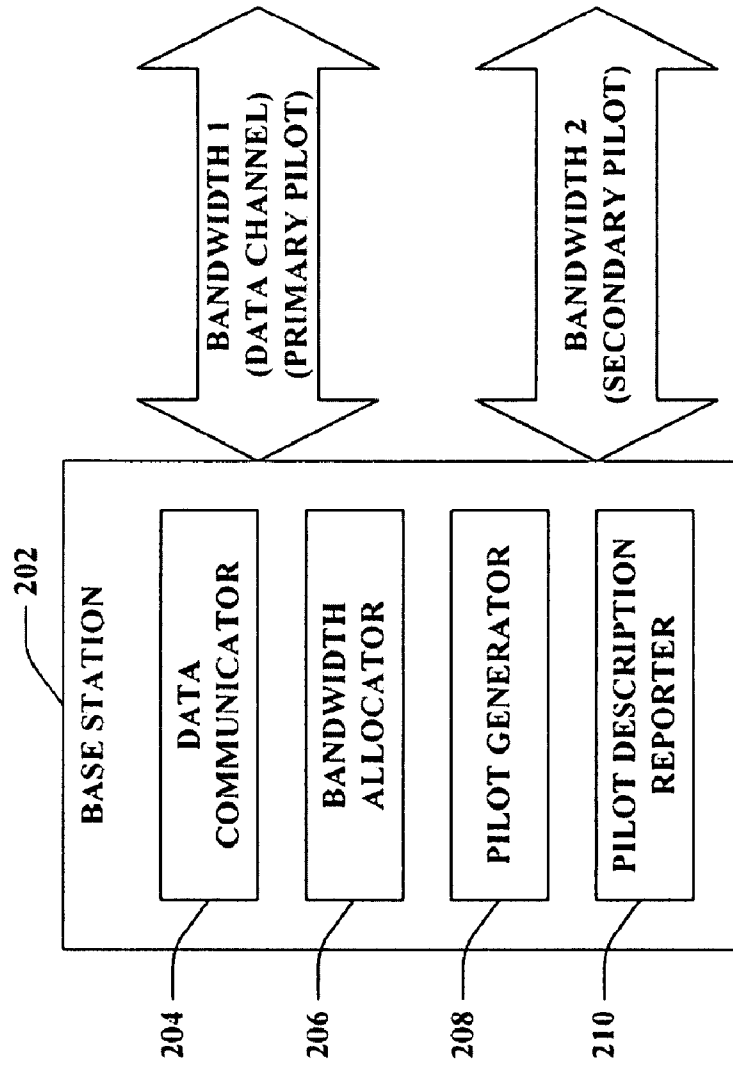 202
BASE STATION
204
DATA
COMMUNICATOR
206
BANDWIDTH
ALLOCATOR
208
PILOT GENERATOR
210
PILOT DESCRIPTION
REPORTER
BANDWIDTH 1
(DATA CHANNEL)
(PRIMARY PILOT)
BANDWIDTH 2
(SECONDARY PILOT)